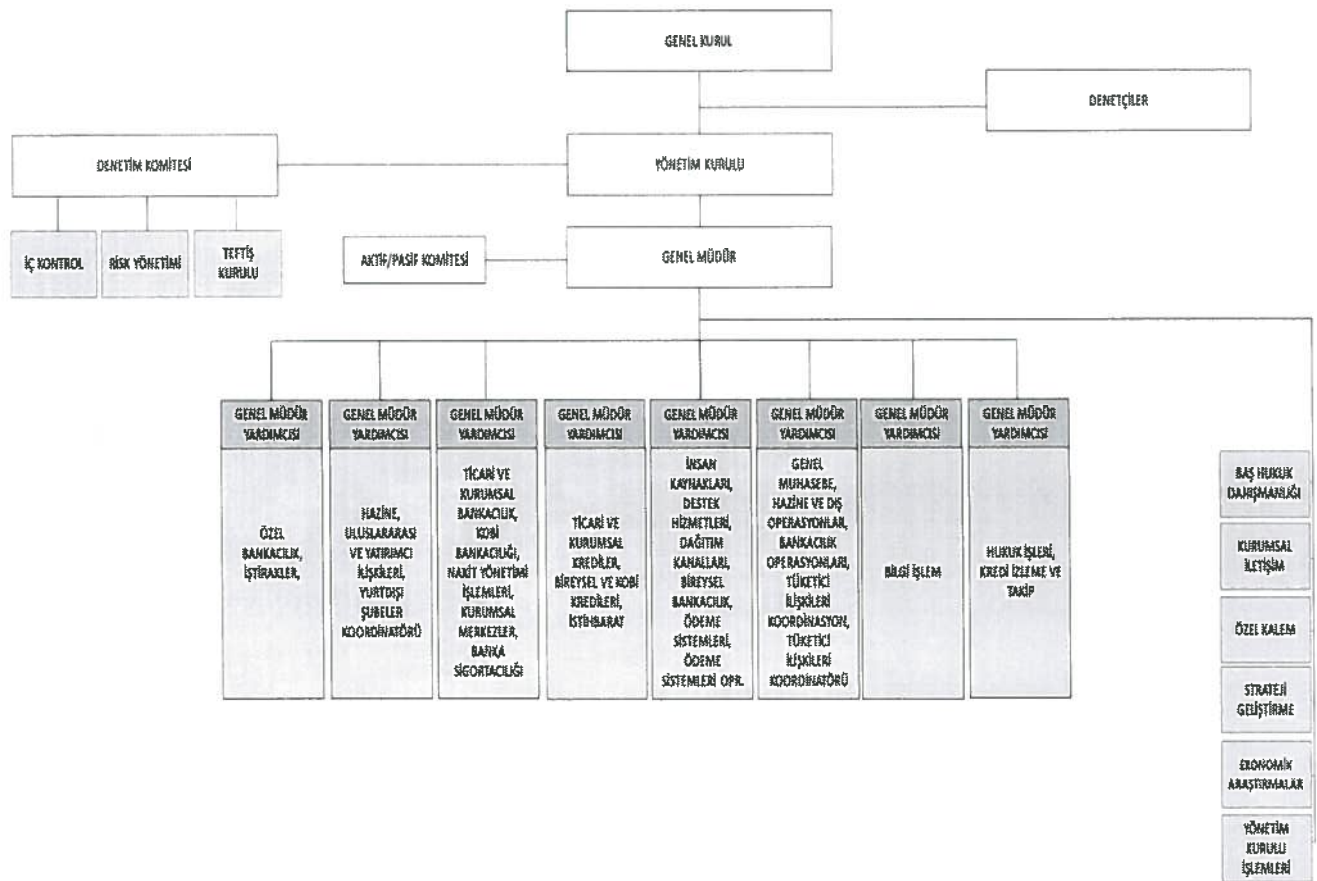 GENEL KURUL
DENETÇİLER
DENETİM KOMİTESİ
YÖNETİM KURULU
İÇ KONTROL
RİSK YÖNETİMİ
TEFTİŞ
KURULU
AKTİF/PASİF KOMİTESİ
GENEL MÜDÜR
GENEL MÜDÜR
YARDIMCISI
ÖZEL
BANKACILIK,
İŞTİRAKLER,
GENEL MÜDÜR
YARDIMCISI
HAZİNE,
ULUSLARARASI
VE YATIRIMCI
İLİŞKİLERİ,
YURTDIŞI
ŞUBELER
KOORDİNATÖRÜ
GENEL MÜDÜR
YARDIMCISI
TİCARİ VE
KURUMSAL
BANKACILIK,
KOBİ
BANKACILIĞI,
NAKİT YÖNETİMİ
İŞLEMLERİ,
KURUMSAL
MERKEZLER,
BANKA
SİGORTACILIĞI
GENEL MÜDÜR
YARDIMCISI
TİCARİ VE
KURUMSAL
KREDİLER,
BİREYSEL VE KOBİ
KREDİLERİ,
İSTİHBARAT
GENEL MÜDÜR
YARDIMCISI
İNSAN
KAYNAKLARI,
DESTEK
HİZMETLERİ,
DAĞITIM
KANALLARI,
BİREYSEL
BANKACILIK,
ÖDEME
SİSTEMLERİ,
ÖDEME
SİSTEMLERİ OPR.
GENEL MÜDÜR
YARDIMCISI
GENEL
MUHASEBE,
HAZİNE VE DIŞ
OPERASYONLAR,
BANKACILIK
OPERASYONLARI,
TÜKETİCİ
İLİŞKİLERİ
KOORDİNASYON,
TÜKETİCİ
İLİŞKİLERİ
KOORDİNATÖRÜ
GENEL MÜDÜR
YARDIMCISI
BİLGİ İŞLEM
GENEL MÜDÜR
YARDIMCISI
HUKUK İŞLERİ,
KREDİ İZLEME VE
TAKİP
BAŞ HUKUK
DANIŞMANLIĞI
KURUMSAL
İLETİŞİM
ÖZEL KALEM
STRATEJİ
GELİŞTİRME
EKONOMİK
ARAŞTIRMALAR
YÖNETİM
KURULU
İŞLEMLERİ